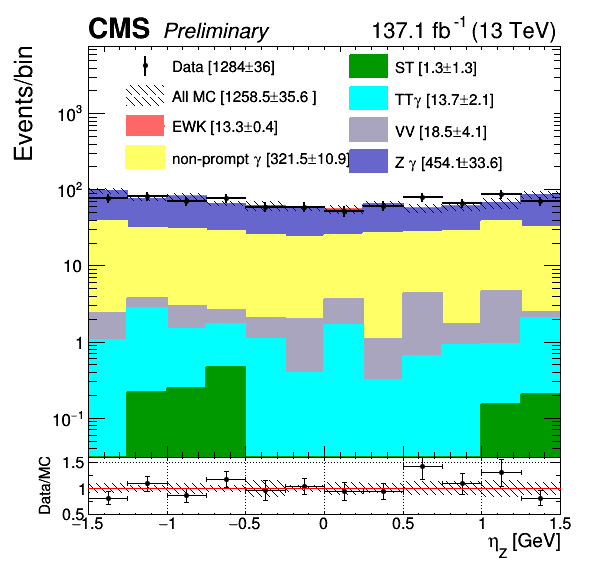 CMS Preliminary 137.1 fb⁻¹ (13 TeV)
Events/bin
Data [1284±36]
All MC [1258.5±35.6 ]
EWK [13.3±0.4]
non-prompt γ [321.5±10.9]
ST [1.3±1.3]
TTγ [13.7±2.1]
VV [18.5±4.1]
Z γ [454.1±33.6]
10³
10²
10
1
10⁻¹
Data/MC
1.5
1
0.5
−1.5 −1 −0.5 0 0.5 1 1.5
η_Z [GeV]